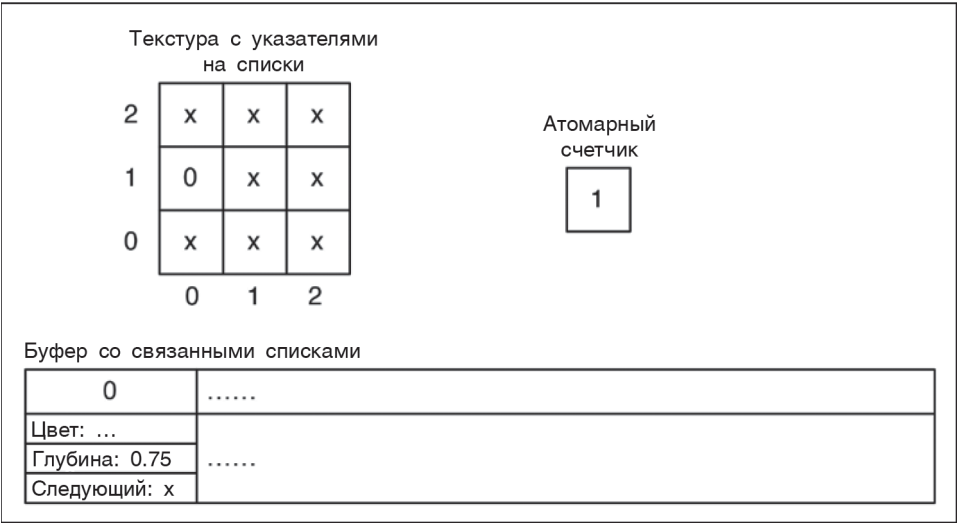 Текстура с указателями
на списки
2 x x x
Атомарный
счетчик
1 0 x x
1
0 x x x
0 1 2
Буфер со связанными списками
0 ......
Цвет: ...
Глубина: 0.75 ......
Следующий: x